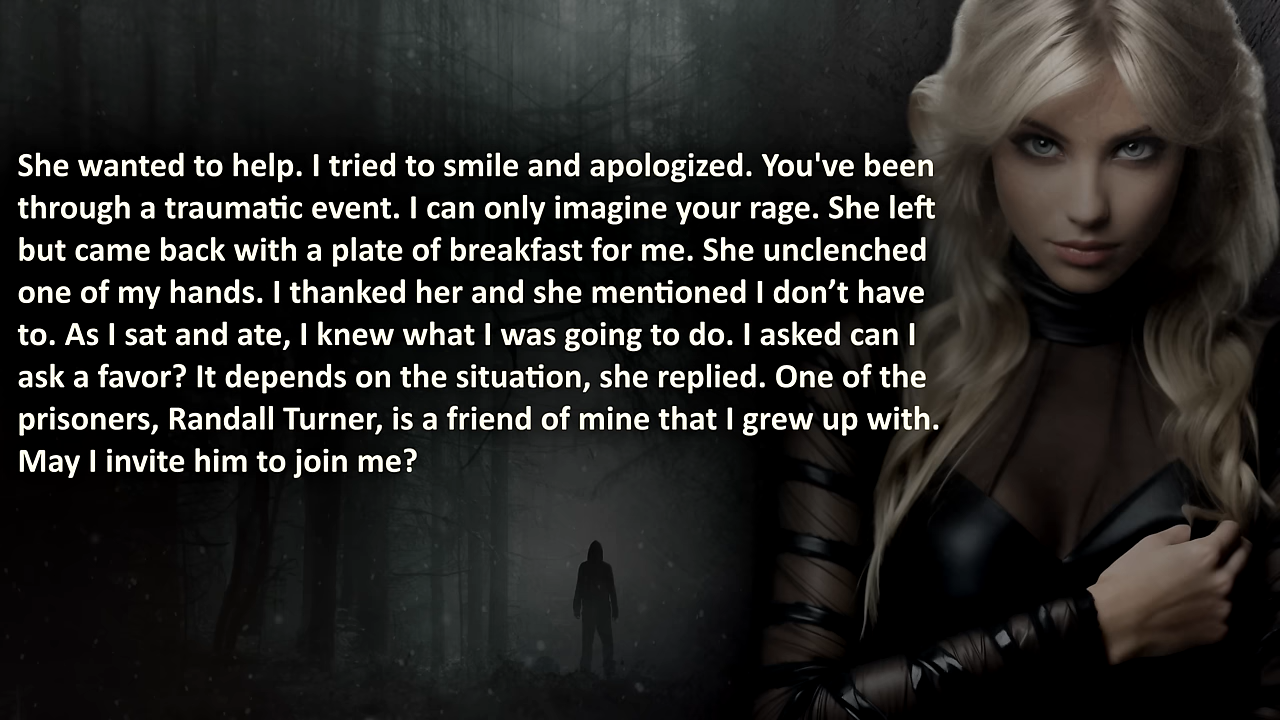 She wanted to help. I tried to smile and apologized. You've been
through a traumatic event. I can only imagine your rage. She left
but came back with a plate of breakfast for me. She unclenched
one of my hands. I thanked her and she mentioned I don’t have
to. As I sat and ate, I knew what I was going to do. I asked can I
ask a favor? It depends on the situation, she replied. One of the
prisoners, Randall Turner, is a friend of mine that I grew up with.
May I invite him to join me?